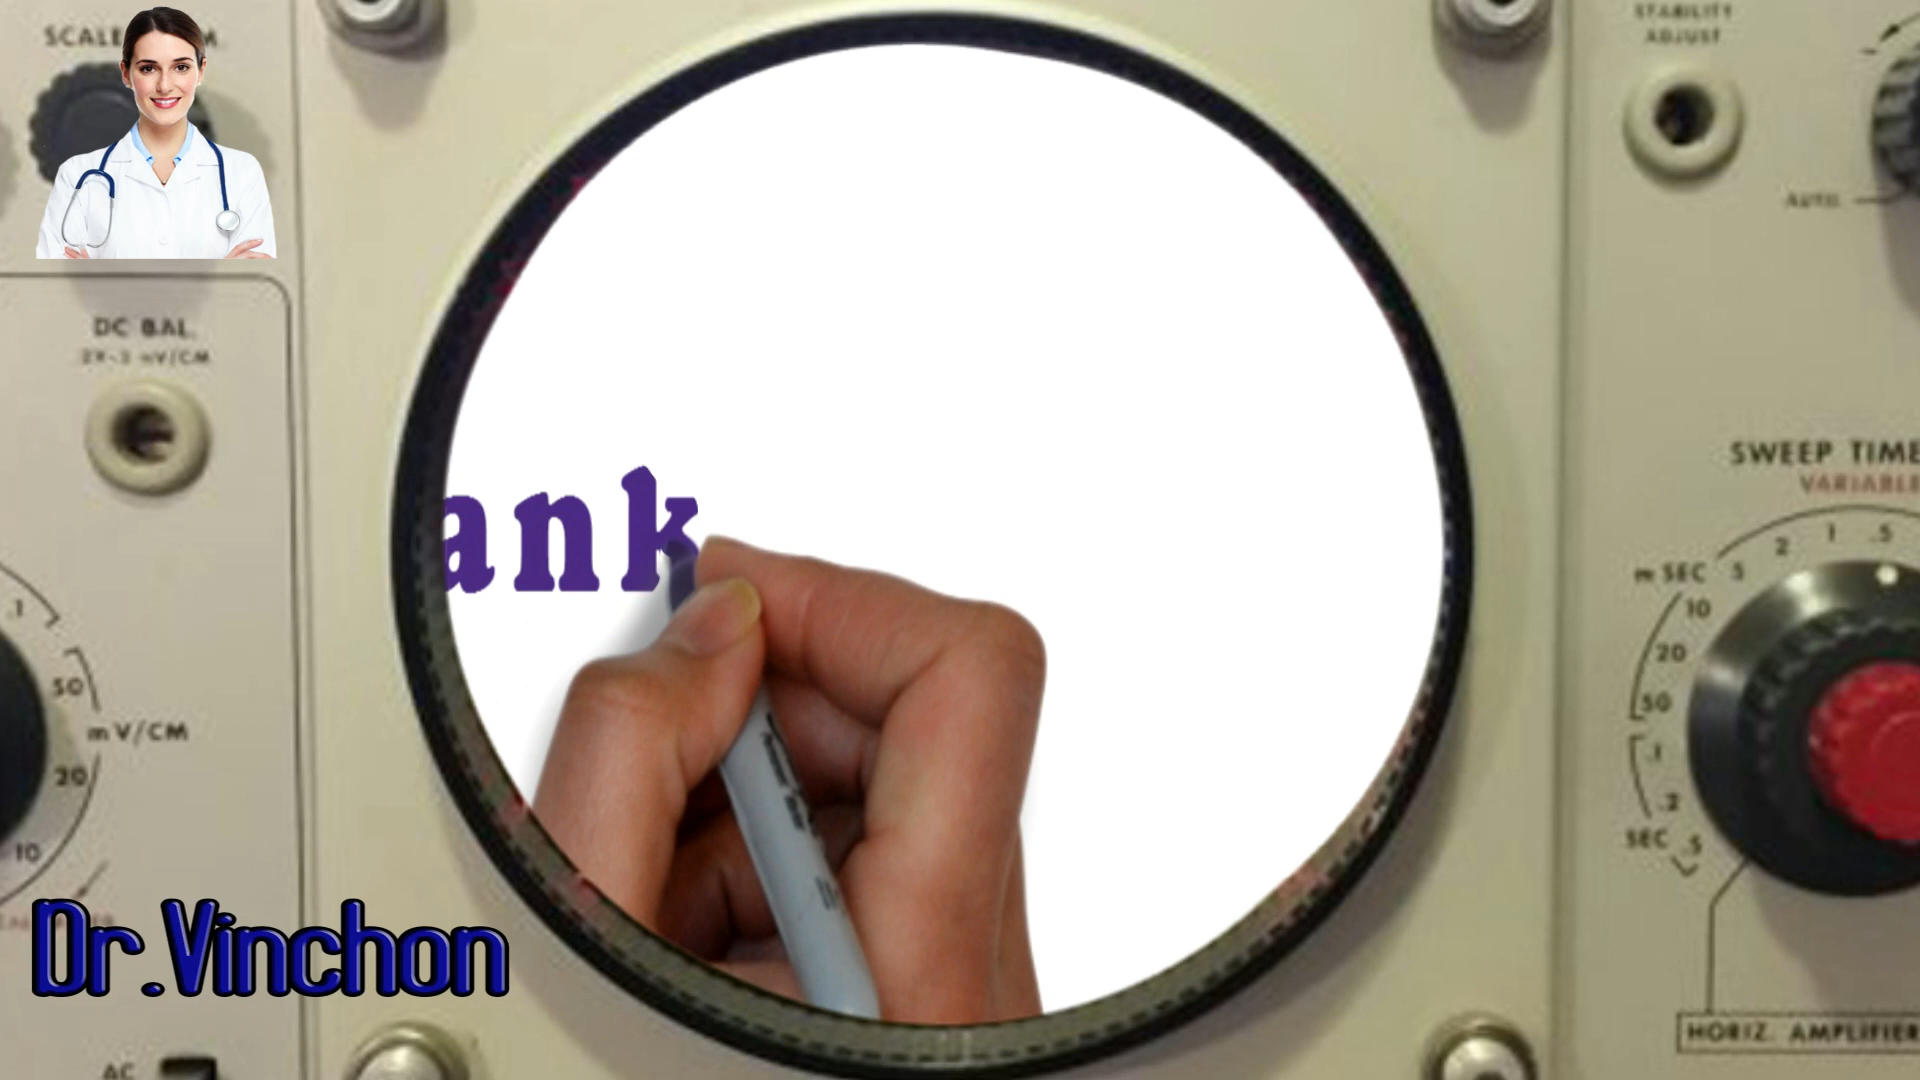 STABILITY
ADJUST
AUTO
DC BAL.
SWEEP TIME
VARIABLE
ank
.1
50
mV/CM
20
10
m SEC
5
2
1
.5
10
20
50
.1
.2
SEC
.5
Dr.Vinchon
HORIZ. AMPLIFIER
AC